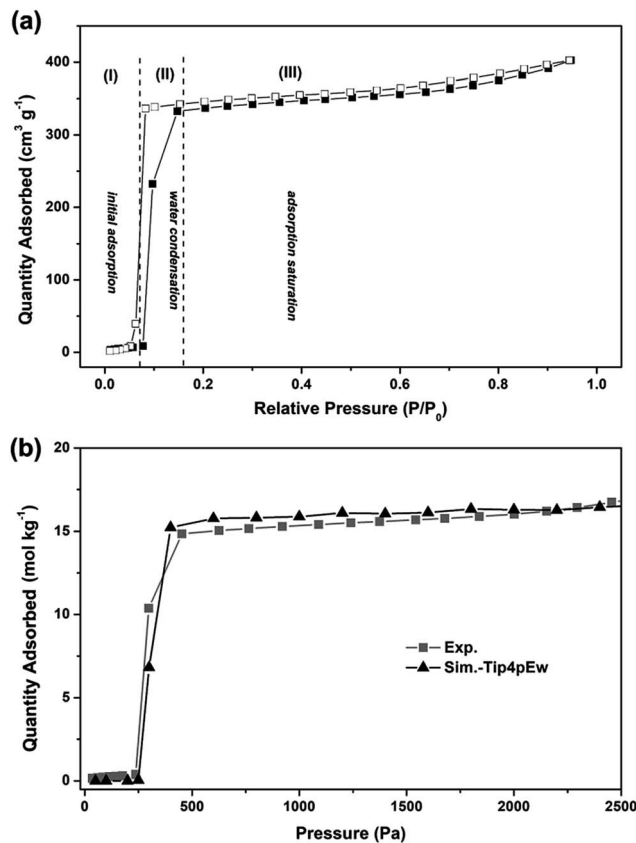 (a)
400
300
200
100
0
Quantity Adsorbed (cm³ g⁻¹)
(I)
(II)
(III)
initial adsorption
water condensation
adsorption saturation
0.0 0.2 0.4 0.6 0.8 1.0
Relative Pressure (P/P₀)
(b)
20
15
10
5
0
Quantity Adsorbed (mol kg⁻¹)
Exp.
Sim.-Tip4pEw
0 500 1000 1500 2000 2500
Pressure (Pa)